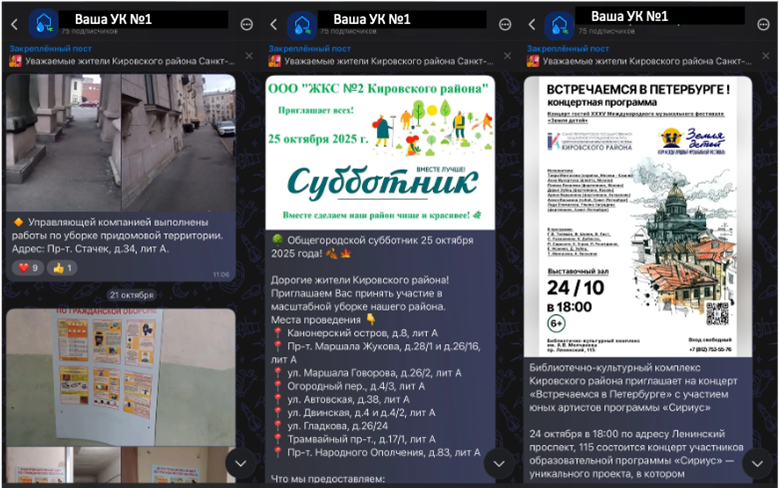 Ваша УК №1
75 подписчиков
Закреплённый пост
Уважаемые жители Кировского района Санкт-...
🔸 Управляющей компанией выполнены
работы по уборке придомовой территории.
Адрес: Пр-т. Стачек, д.34, лит А.
❤️ 9 👍 1
11:06
21 октября
ПО ГРАЖДАНСКОЙ ОБОРОНЕ
Ваша УК №1
75 подписчиков
Закреплённый пост
Уважаемые жители Кировского района Санкт-...
ООО "ЖКС №2 Кировского района"
Приглашает всех!
25 октября 2025 г.
ВМЕСТЕ ЛУЧШЕ!
Субботник
Вместе сделаем наш район чище и красивее!
🌳 Общегородской субботник 25 октября
2025 года! 🍂🍁
Дорогие жители Кировского района!
Приглашаем Вас принять участие в
масштабной уборке нашего района.
Места проведения 👇
📍 Канонерский остров, д.8, лит А
📍 Пр-т. Маршала Жукова, д.28/1 и д.26/16,
лит А
📍 ул. Маршала Говорова, д.26/2, лит А
📍 Огородный пер., д.4/3, лит А
📍 ул. Автовская, д.38, лит А
📍 ул. Двинская, д.4 и д.4/2, лит А
📍 ул. Гладкова, д.26/24
📍 Трамвайный пр-т., д.17/1, лит А
📍 Пр-т. Народного Ополчения, д.83, лит А
Что мы предоставляем:
Ваша УК №1
75 подписчиков
Закреплённый пост
Уважаемые жители Кировского района Санкт-...
ВСТРЕЧАЕМСЯ В ПЕТЕРБУРГЕ !
концертная программа
Концерт гостей XXXV Международного музыкального фестиваля
«Земля детей»
КИРОВСКОГО РАЙОНА
Земля детей
Выставочный зал
24 / 10
в 18:00
6+
Библиотечно-культурный комплекс
им. А.В. Молчанова
пр. Ленинский, 115
Вход свободный
+7 (812) 753-55-76
Библиотечно-культурный комплекс
Кировского района приглашает на концерт
«Встречаемся в Петербурге» с участием
юных артистов программы «Сириус»
24 октября в 18:00 по адресу Ленинский
проспект, 115 состоится концерт участников
образовательной программы «Сириус» —
уникального проекта, в котором